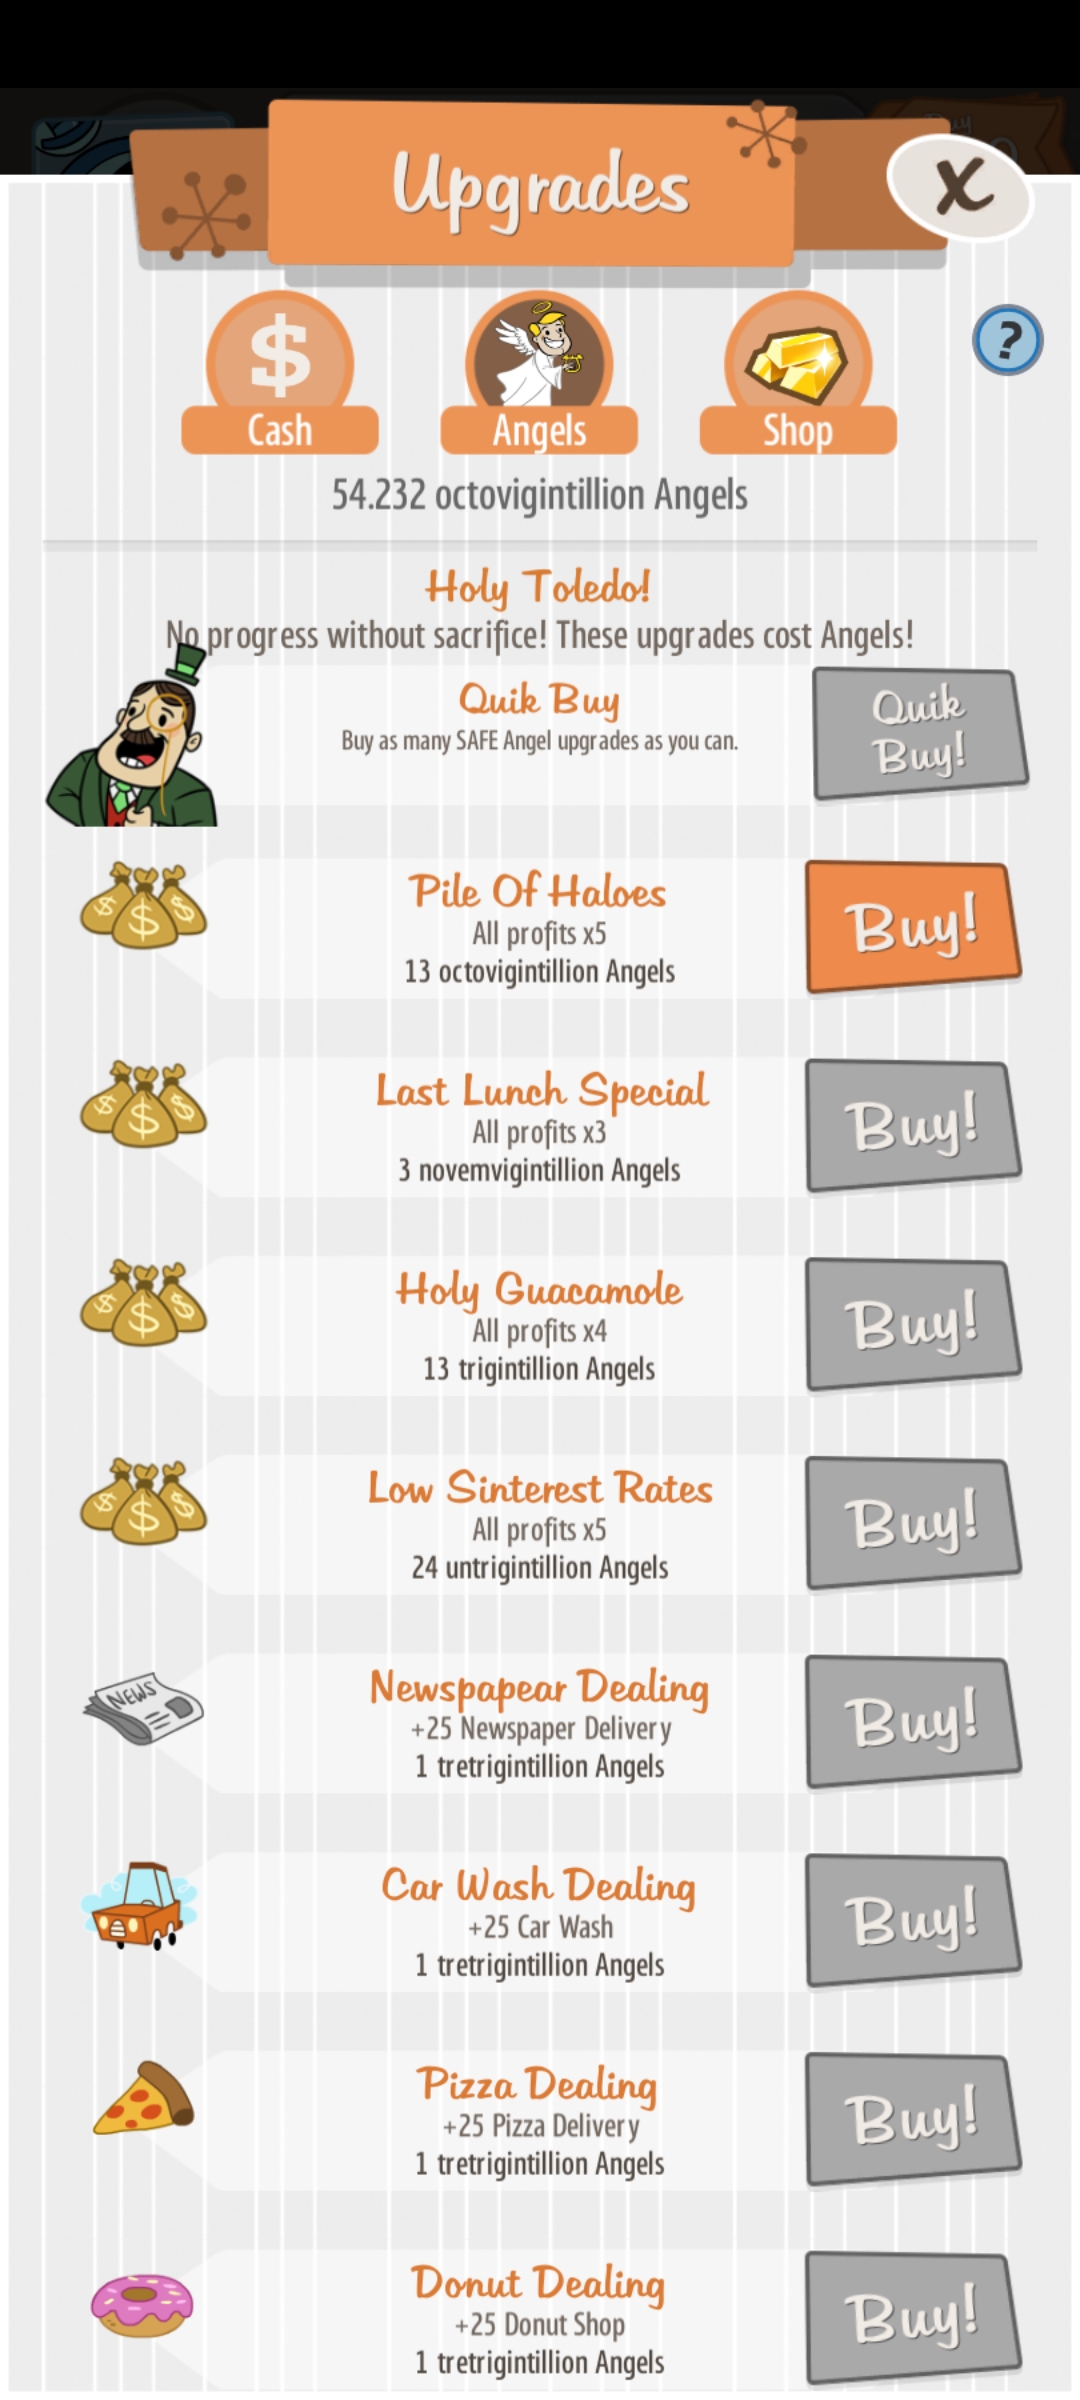 Buy
Upgrades
X
$
?
Cash
Angels
Shop
54.232 octovigintillion Angels
Holy Toledo!
No progress without sacrifice! These upgrades cost Angels!
Quik Buy
Buy as many SAFE Angel upgrades as you can.
Quik
Buy!
$ $ $
Pile Of Haloes
All profits x5
13 octovigintillion Angels
Buy!
$ $ $
Last Lunch Special
All profits x3
3 novemvigintillion Angels
Buy!
$ $ $
Holy Guacamole
All profits x4
13 trigintillion Angels
Buy!
$ $ $
Low Sinterest Rates
All profits x5
24 untrigintillion Angels
Buy!
NEWS
Newspapear Dealing
+25 Newspaper Delivery
1 tretrigintillion Angels
Buy!
Car Wash Dealing
+25 Car Wash
1 tretrigintillion Angels
Buy!
Pizza Dealing
+25 Pizza Delivery
1 tretrigintillion Angels
Buy!
Donut Dealing
+25 Donut Shop
1 tretrigintillion Angels
Buy!